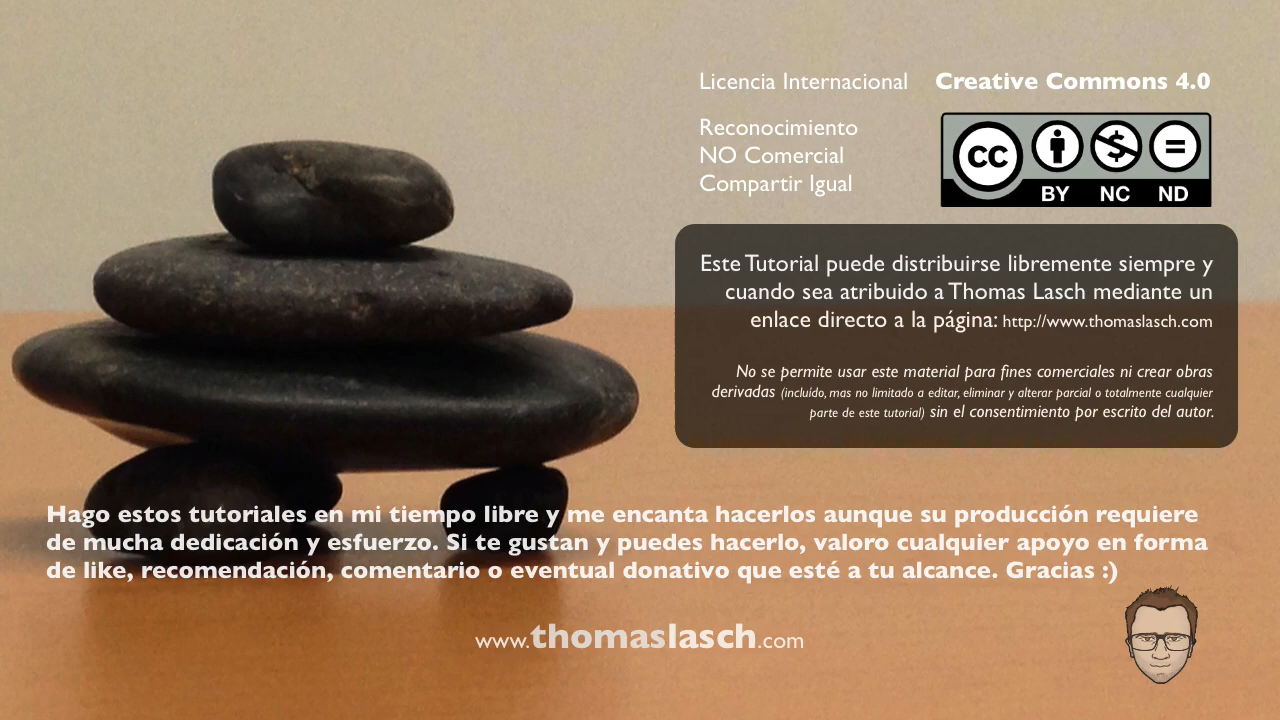 Licencia Internacional Creative Commons 4.0
Reconocimiento
NO Comercial
Compartir Igual
CC
BY NC ND
Este Tutorial puede distribuirse libremente siempre y
cuando sea atribuido a Thomas Lasch mediante un
enlace directo a la página: http://www.thomaslasch.com
No se permite usar este material para fines comerciales ni crear obras
derivadas (incluído, mas no limitado a editar, eliminar y alterar parcial o totalmente cualquier
parte de este tutorial) sin el consentimiento por escrito del autor.
Hago estos tutoriales en mi tiempo libre y me encanta hacerlos aunque su producción requiere
de mucha dedicación y esfuerzo. Si te gustan y puedes hacerlo, valoro cualquier apoyo en forma
de like, recomendación, comentario o eventual donativo que esté a tu alcance. Gracias :)
www.thomaslasch.com